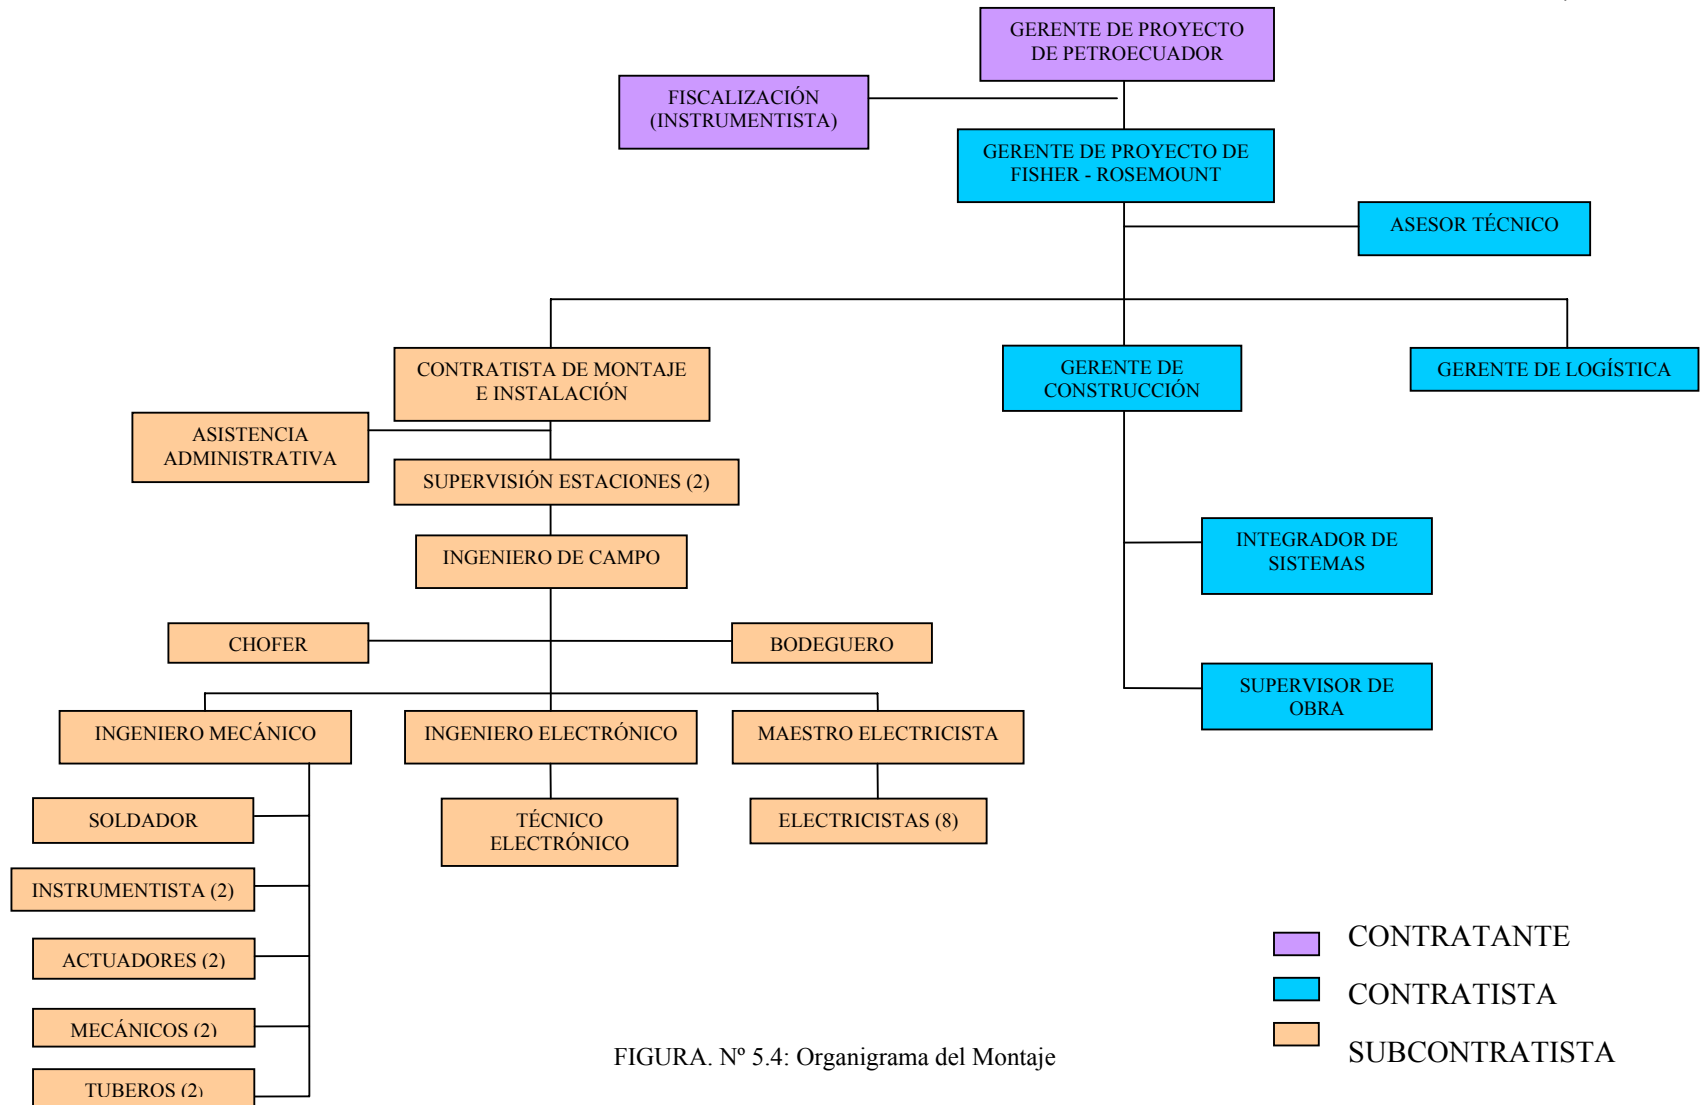 GERENTE DE PROYECTO
DE PETROECUADOR
FISCALIZACIÓN
(INSTRUMENTISTA)
GERENTE DE PROYECTO DE
FISHER - ROSEMOUNT
ASESOR TÉCNICO
CONTRATISTA DE MONTAJE
E INSTALACIÓN
GERENTE DE
CONSTRUCCIÓN
GERENTE DE LOGÍSTICA
ASISTENCIA
ADMINISTRATIVA
SUPERVISIÓN ESTACIONES (2)
INGENIERO DE CAMPO
INTEGRADOR DE
SISTEMAS
CHOFER
BODEGUERO
SUPERVISOR DE
OBRA
INGENIERO MECÁNICO
INGENIERO ELECTRÓNICO
MAESTRO ELECTRICISTA
SOLDADOR
TÉCNICO
ELECTRÓNICO
ELECTRICISTAS (8)
INSTRUMENTISTA (2)
ACTUADORES (2)
MECÁNICOS (2)
TUBEROS (2)
CONTRATANTE
CONTRATISTA
SUBCONTRATISTA
FIGURA. Nº 5.4: Organigrama del Montaje